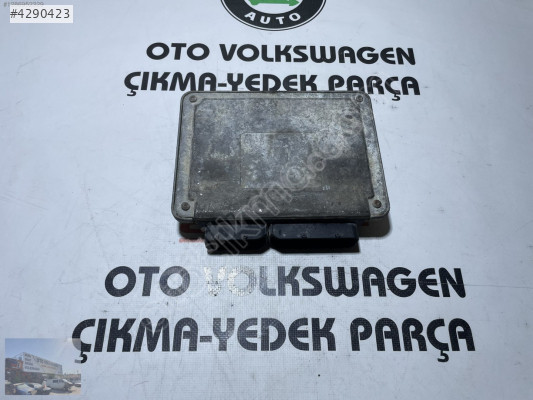 #4290423
AUTO
OTO VOLKSWAGEN
ÇIKMA-YEDEK PARÇA
OTO VOLKSWAGEN
ÇIKMA-YEDEK PARÇA